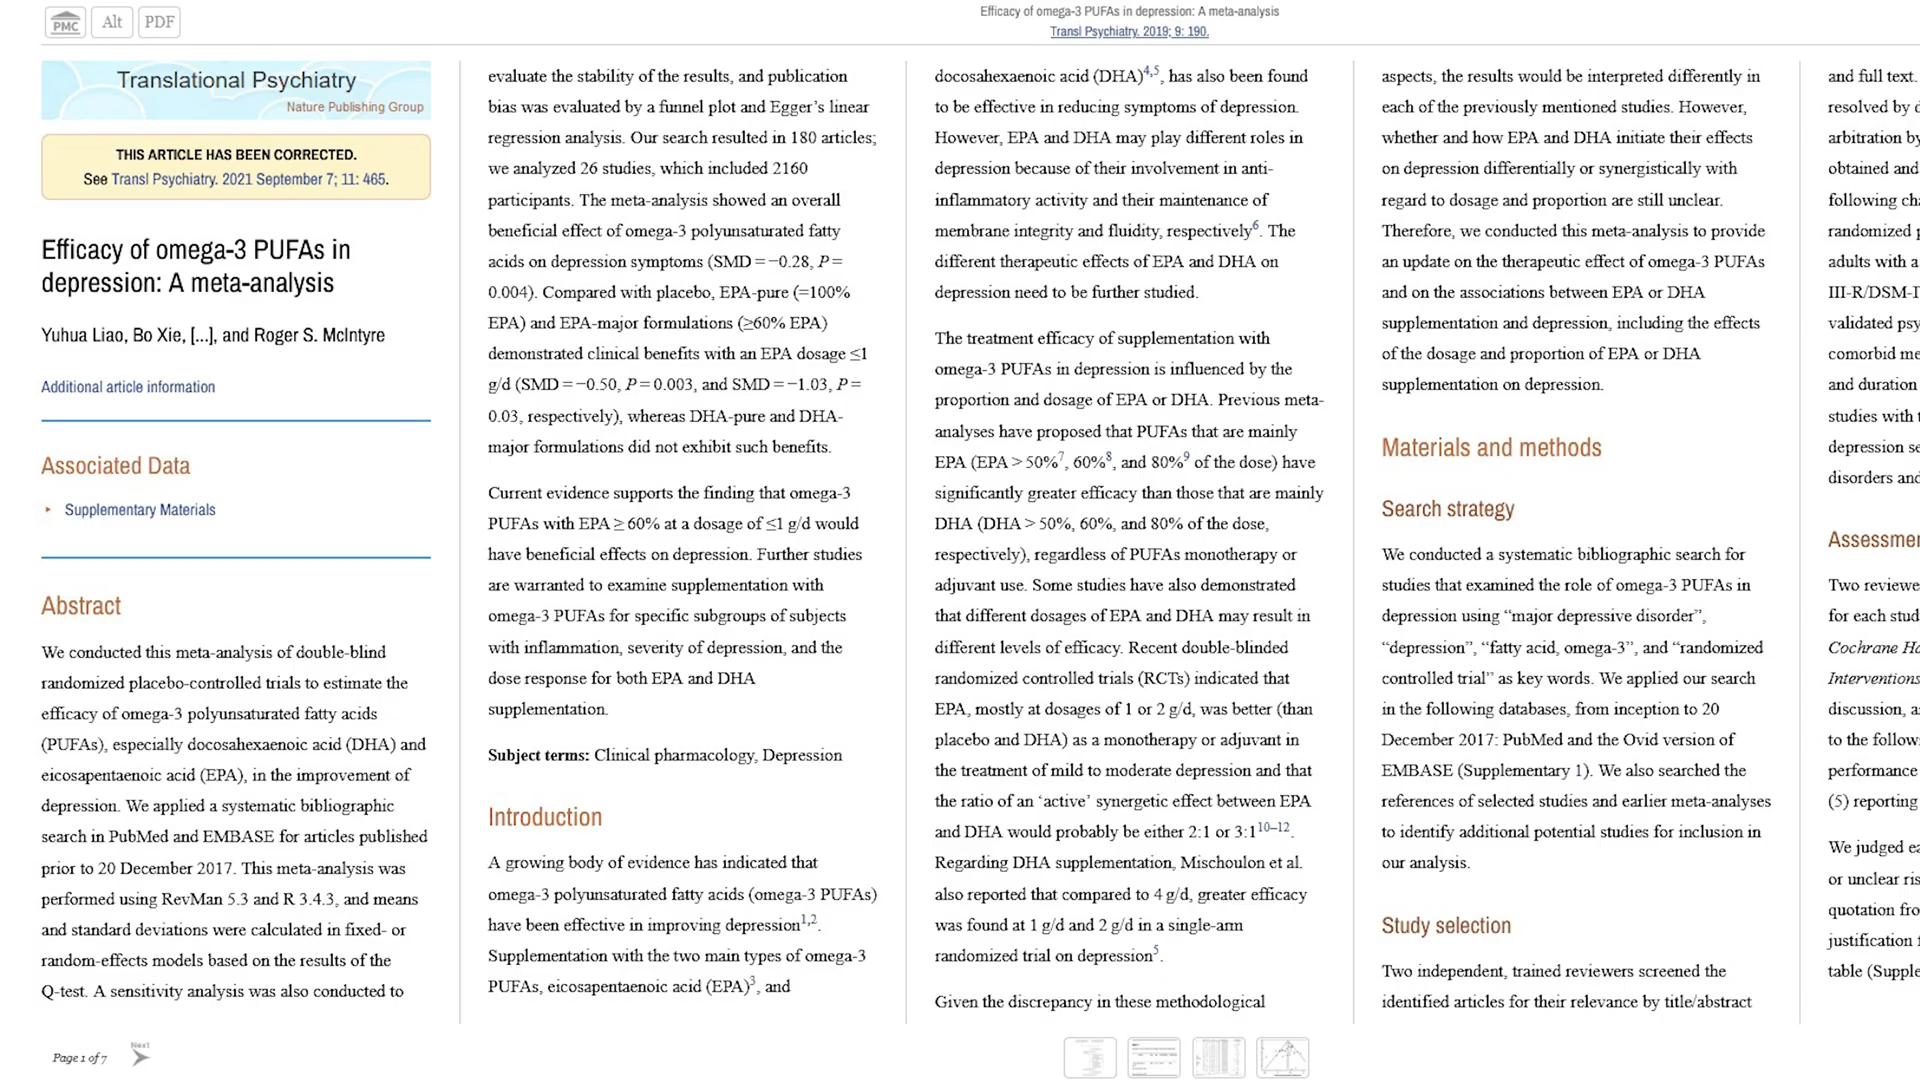 PMC
Alt
PDF
Efficacy of omega-3 PUFAs in depression: A meta-analysis
Transl Psychiatry. 2019; 9: 190.
Translational Psychiatry
Nature Publishing Group
THIS ARTICLE HAS BEEN CORRECTED.
See Transl Psychiatry. 2021 September 7; 11: 465.
Efficacy of omega-3 PUFAs in
depression: A meta-analysis
Yuhua Liao, Bo Xie, [...], and Roger S. McIntyre
Additional article information
Associated Data
Supplementary Materials
Abstract
We conducted this meta-analysis of double-blind
randomized placebo-controlled trials to estimate the
efficacy of omega-3 polyunsaturated fatty acids
(PUFAs), especially docosahexaenoic acid (DHA) and
eicosapentaenoic acid (EPA), in the improvement of
depression. We applied a systematic bibliographic
search in PubMed and EMBASE for articles published
prior to 20 December 2017. This meta-analysis was
performed using RevMan 5.3 and R 3.4.3, and means
and standard deviations were calculated in fixed- or
random-effects models based on the results of the
Q-test. A sensitivity analysis was also conducted to
evaluate the stability of the results, and publication
bias was evaluated by a funnel plot and Egger's linear
regression analysis. Our search resulted in 180 articles;
we analyzed 26 studies, which included 2160
participants. The meta-analysis showed an overall
beneficial effect of omega-3 polyunsaturated fatty
acids on depression symptoms (SMD = −0.28, P =
0.004). Compared with placebo, EPA-pure (=100%
EPA) and EPA-major formulations (≥60% EPA)
demonstrated clinical benefits with an EPA dosage ≤1
g/d (SMD = −0.50, P = 0.003, and SMD = −1.03, P =
0.03, respectively), whereas DHA-pure and DHA-
major formulations did not exhibit such benefits.
Current evidence supports the finding that omega-3
PUFAs with EPA ≥ 60% at a dosage of ≤1 g/d would
have beneficial effects on depression. Further studies
are warranted to examine supplementation with
omega-3 PUFAs for specific subgroups of subjects
with inflammation, severity of depression, and the
dose response for both EPA and DHA
supplementation.
Subject terms: Clinical pharmacology, Depression
Introduction
A growing body of evidence has indicated that
omega-3 polyunsaturated fatty acids (omega-3 PUFAs)
have been effective in improving depression1,2.
Supplementation with the two main types of omega-3
PUFAs, eicosapentaenoic acid (EPA)3, and
docosahexaenoic acid (DHA)4,5, has also been found
to be effective in reducing symptoms of depression.
However, EPA and DHA may play different roles in
depression because of their involvement in anti-
inflammatory activity and their maintenance of
membrane integrity and fluidity, respectively6. The
different therapeutic effects of EPA and DHA on
depression need to be further studied.
The treatment efficacy of supplementation with
omega-3 PUFAs in depression is influenced by the
proportion and dosage of EPA or DHA. Previous meta-
analyses have proposed that PUFAs that are mainly
EPA (EPA > 50%7, 60%8, and 80%9 of the dose) have
significantly greater efficacy than those that are mainly
DHA (DHA > 50%, 60%, and 80% of the dose,
respectively), regardless of PUFAs monotherapy or
adjuvant use. Some studies have also demonstrated
that different dosages of EPA and DHA may result in
different levels of efficacy. Recent double-blinded
randomized controlled trials (RCTs) indicated that
EPA, mostly at dosages of 1 or 2 g/d, was better (than
placebo and DHA) as a monotherapy or adjuvant in
the treatment of mild to moderate depression and that
the ratio of an 'active' synergetic effect between EPA
and DHA would probably be either 2:1 or 3:110–12.
Regarding DHA supplementation, Mischoulon et al.
also reported that compared to 4 g/d, greater efficacy
was found at 1 g/d and 2 g/d in a single-arm
randomized trial on depression5.
Given the discrepancy in these methodological
aspects, the results would be interpreted differently in
each of the previously mentioned studies. However,
whether and how EPA and DHA initiate their effects
on depression differentially or synergistically with
regard to dosage and proportion are still unclear.
Therefore, we conducted this meta-analysis to provide
an update on the therapeutic effect of omega-3 PUFAs
and on the associations between EPA or DHA
supplementation and depression, including the effects
of the dosage and proportion of EPA or DHA
supplementation on depression.
Materials and methods
Search strategy
We conducted a systematic bibliographic search for
studies that examined the role of omega-3 PUFAs in
depression using "major depressive disorder",
"depression", "fatty acid, omega-3", and "randomized
controlled trial" as key words. We applied our search
in the following databases, from inception to 20
December 2017: PubMed and the Ovid version of
EMBASE (Supplementary 1). We also searched the
references of selected studies and earlier meta-analyses
to identify additional potential studies for inclusion in
our analysis.
Study selection
Two independent, trained reviewers screened the
identified articles for their relevance by title/abstract
and full text.
resolved by
arbitration by
obtained and
following
randomized
adults with a
III-R/DSM-
validated
comorbid
and duration
studies with
depression
disorders
Two
for each
Cochrane
Interventions
discussion,
to the
performance
(5) reporting
We judged
or unclear
quotation
justification
table
Page 1 of 7
Next